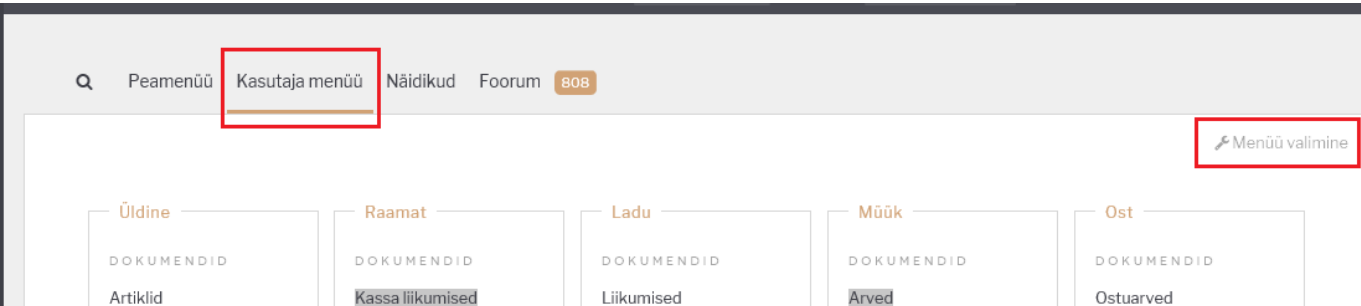 Peamenüü Kasutaja menüü Näidikud Foorum 808
Menüü valimine
Üldine Raamat Ladu Müük Ost
DOKUMENDID DOKUMENDID DOKUMENDID DOKUMENDID DOKUMENDID
Artiklid Kassa liikumised Liikumised Arved Ostuarved